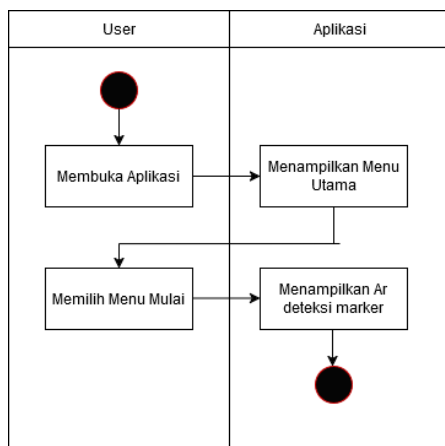 User
Aplikasi
Membuka Aplikasi
Menampilkan Menu
Utama
Memilih Menu Mulai
Menampilkan Ar
deteksi marker